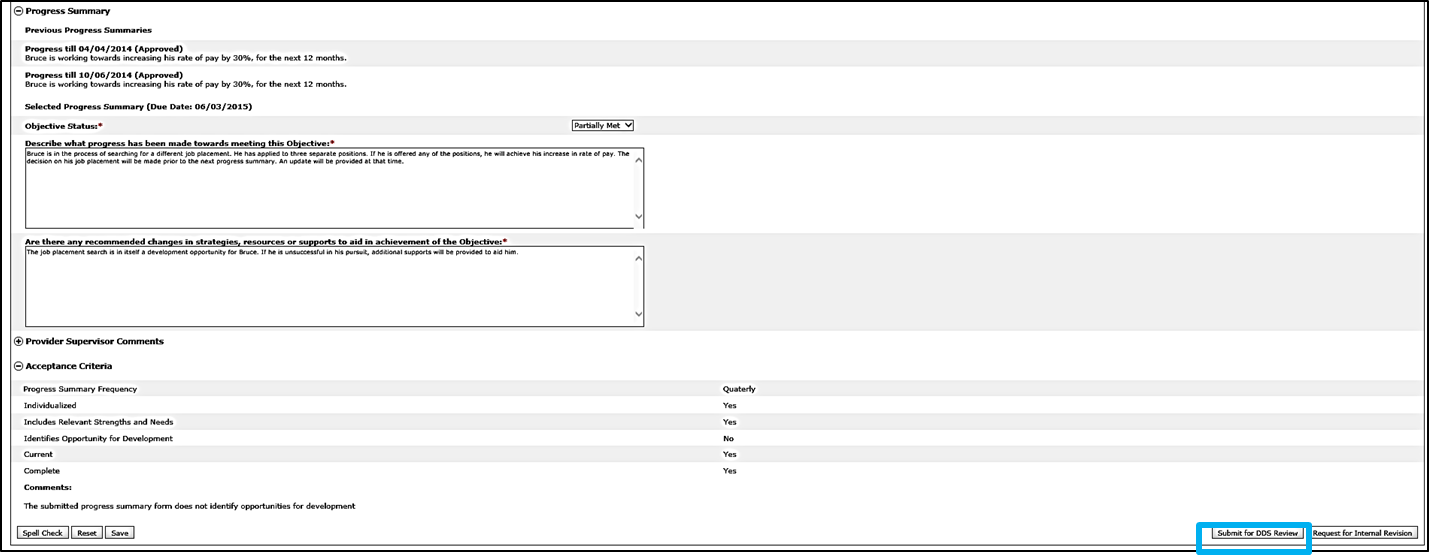 Progress Summary
Previous Progress Summaries
Progress till 04/04/2014 (Approved)
Bruce is working towards increasing his rate of pay by 30%, for the next 12 months.
Progress till 10/06/2014 (Approved)
Bruce is working towards increasing his rate of pay by 30%, for the next 12 months.
Selected Progress Summary (Due Date: 06/03/2015)
Objective Status:* Partially Met
Describe what progress has been made towards meeting this Objective:*
Bruce is in the process of searching for a different job placement. He has applied to three separate positions. If he is offered any of the positions, he will achieve his increase in rate of pay. The
decision on his job placement will be made prior to the next progress summary. An update will be provided at that time.
Are there any recommended changes in strategies, resources or supports to aid in achievement of the Objective:*
The job placement search is in itself a development opportunity for Bruce. If he is unsuccessful in his pursuit, additional supports will be provided to aid him.
Provider Supervisor Comments
Acceptance Criteria
Progress Summary Frequency Quaterly
Individualized Yes
Includes Relevant Strengths and Needs Yes
Identifies Opportunity for Development No
Current Yes
Complete Yes
Comments:
The submitted progress summary form does not identify opportunities for development
Spell Check Reset Save Submit for DDS Review Request for Internal Revision